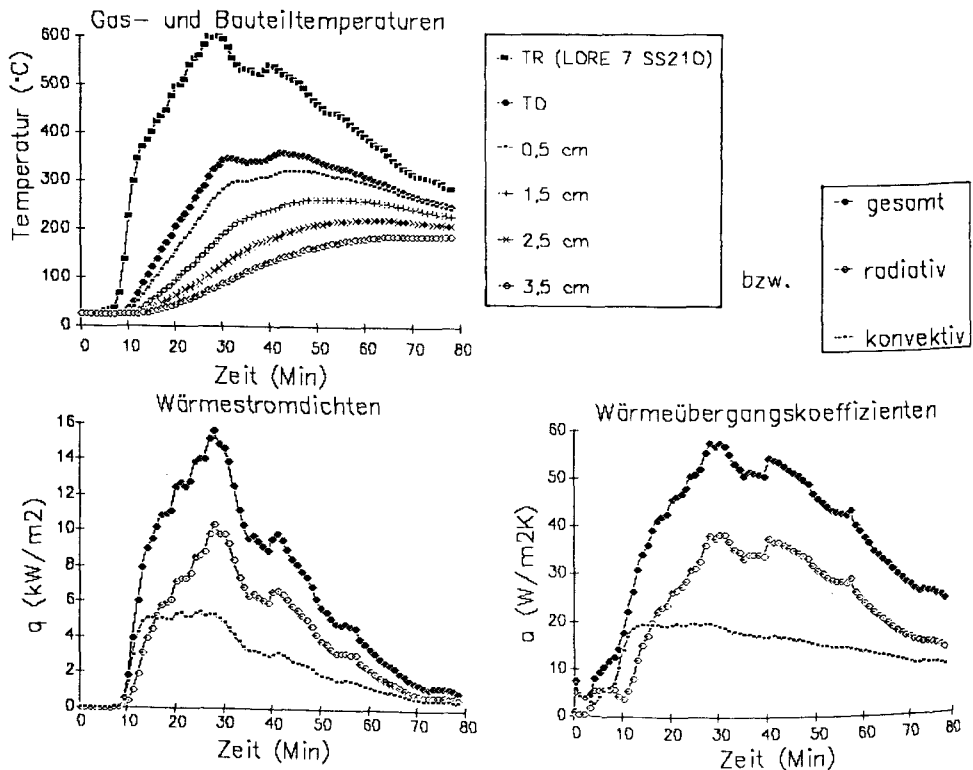 Gas- und Bauteiltemperaturen
Temperatur (°C)
600
500
400
300
200
100
0
0 10 20 30 40 50 60 70 80
Zeit (Min)
TR (LORE 7 SS210)
TO
0,5 cm
1,5 cm
2,5 cm
3,5 cm
bzw.
gesamt
radiativ
konvektiv
Wärmestromdichten
q (kW/m2)
16
14
12
10
8
6
4
2
0
0 10 20 30 40 50 60 70 80
Zeit (Min)
Wärmeübergangskoeffizienten
a (W/m2K)
60
50
40
30
20
10
0
0 10 20 30 40 50 60 70 80
Zeit (Min)